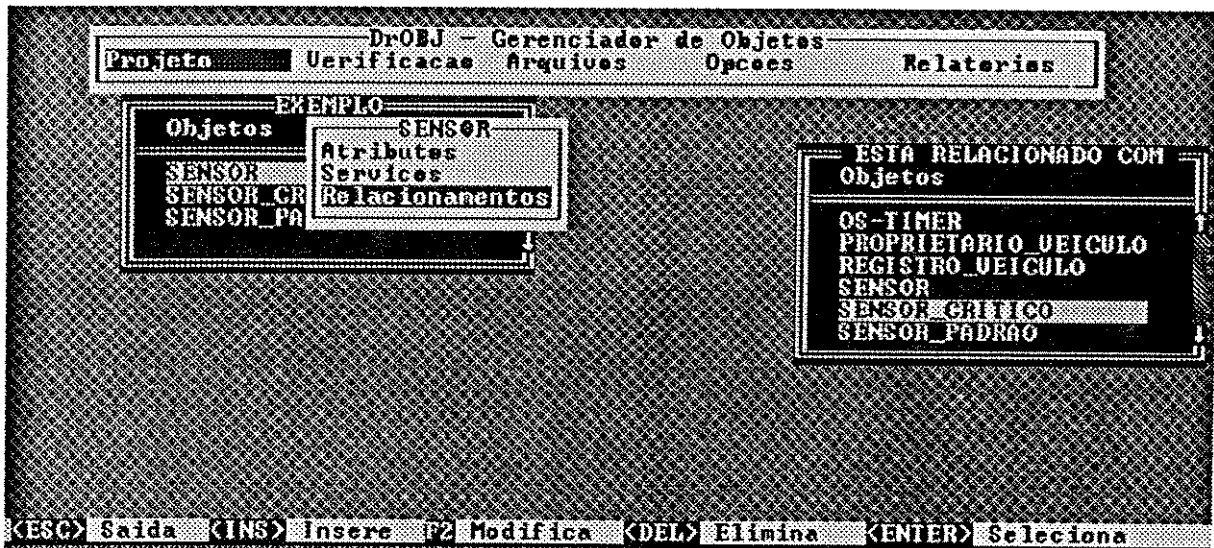 DrOBJ - Gerenciador de Objetos
Projeto Verificacao Arquivos Opcoes Relatorios
EXEMPLO
Objetos
SENSOR
SENSOR_CR
SENSOR_PA
SENSOR
Atributos
Servicos
Relacionamentos
ESTA RELACIONADO COM
Objetos
OS-TIMER
PROPRIETARIO_VEICULO
REGISTRO_VEICULO
SENSOR
SENSOR_CRITICO
SENSOR_PADRAO
<ESC> Saida <INS> Insere F2 Modifica <DEL> Elimina <ENTER> Seleciona